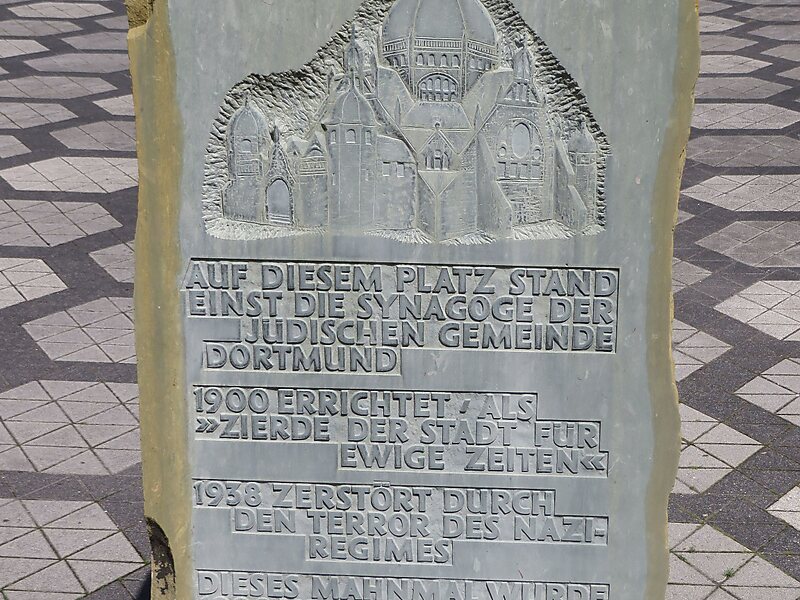 AUF DIESEM PLATZ STAND
EINST DIE SYNAGOGE DER
JÜDISCHEN GEMEINDE
DORTMUND
1900 ERRICHTET, ALS
»ZIERDE DER STADT FÜR
EWIGE ZEITEN«
1938 ZERSTÖRT DURCH
DEN TERROR DES NAZI-
REGIMES
DIESES MAHNMAL WURDE